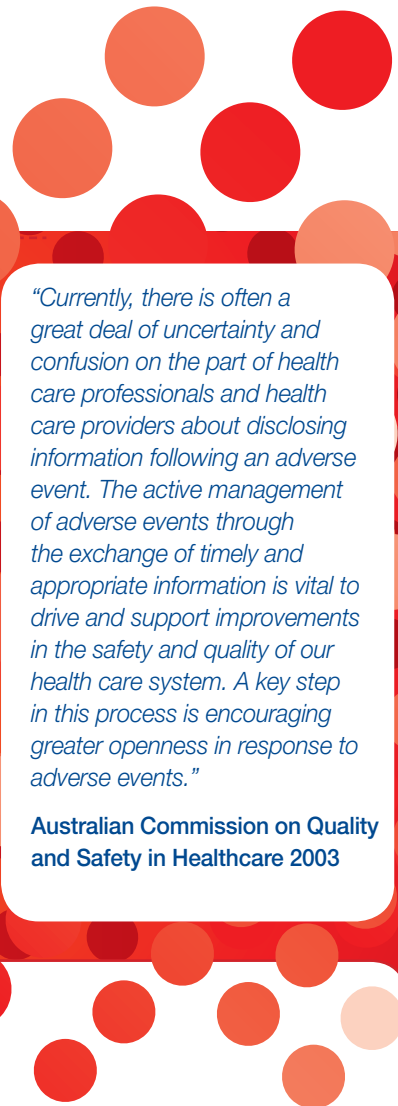 “Currently, there is often a
great deal of uncertainty and
confusion on the part of health
care professionals and health
care providers about disclosing
information following an adverse
event. The active management
of adverse events through
the exchange of timely and
appropriate information is vital to
drive and support improvements
in the safety and quality of our
health care system. A key step
in this process is encouraging
greater openness in response to
adverse events.”
Australian Commission on Quality
and Safety in Healthcare 2003